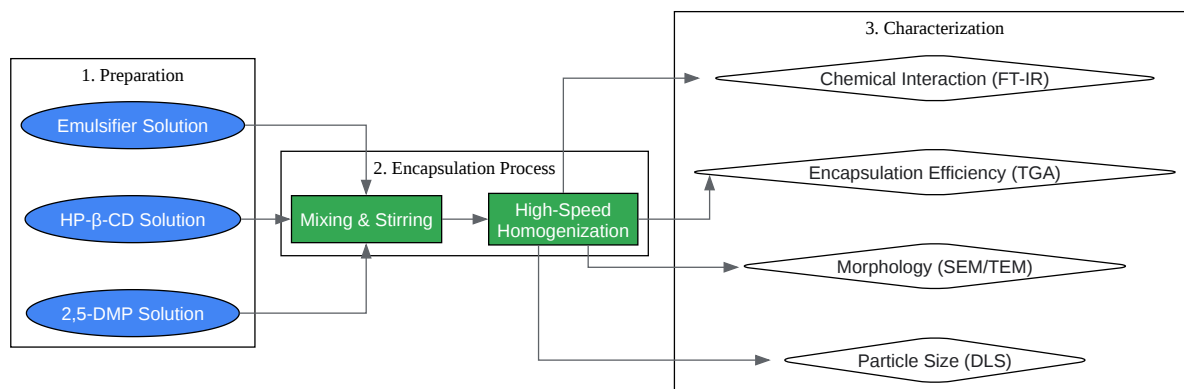 1. Preparation
Emulsifier Solution
HP-β-CD Solution
2,5-DMP Solution
2. Encapsulation Process
Mixing & Stirring
High-Speed
Homogenization
3. Characterization
Chemical Interaction (FT-IR)
Encapsulation Efficiency (TGA)
Morphology (SEM/TEM)
Particle Size (DLS)